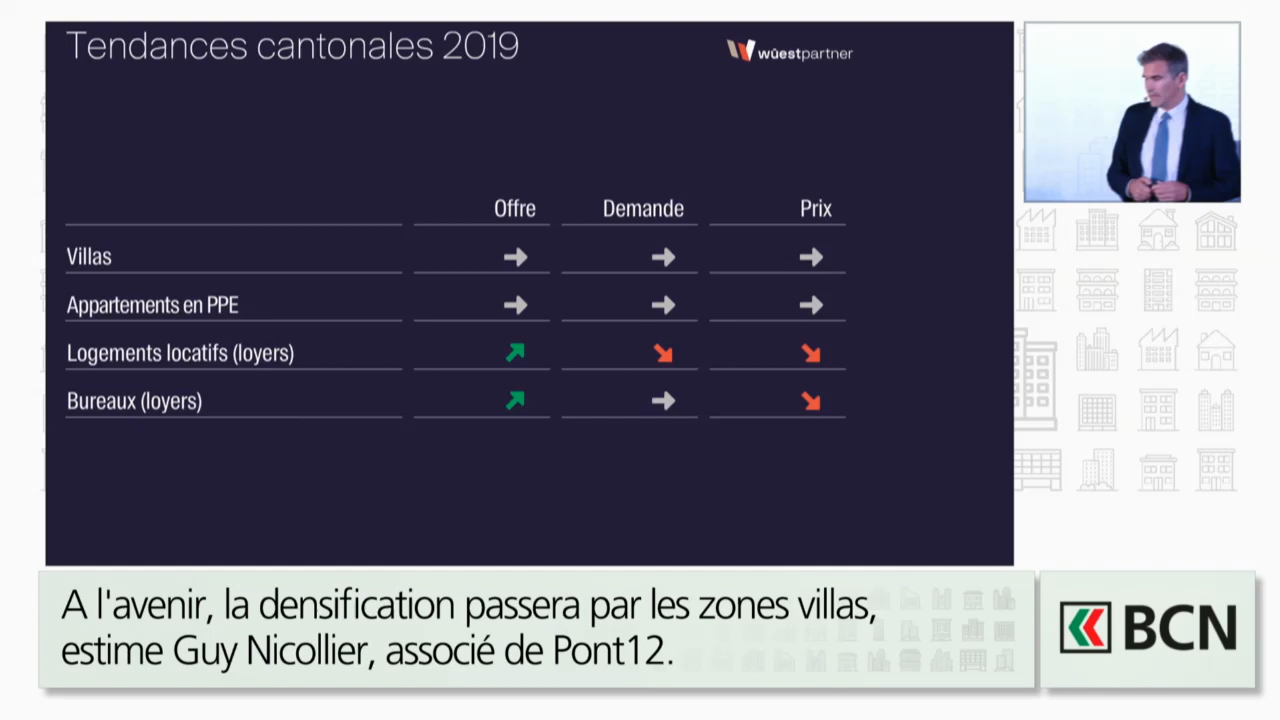 Tendances cantonales 2019
wüestpartner
Offre Demande Prix
Villas
Appartements en PPE
Logements locatifs (loyers)
Bureaux (loyers)
A l'avenir, la densification passera par les zones villas,
estime Guy Nicollier, associé de Pont12.
BCN